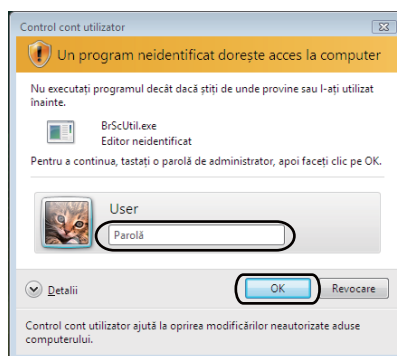 Control cont utilizator
Un program neidentificat dorește acces la computer
Nu executați programul decât dacă știți de unde provine sau l-ați utilizat
înainte.
BrScUtil.exe
Editor neidentificat
Pentru a continua, tastați o parolă de administrator, apoi faceți clic pe OK.
User
Parolă
Detalii
OK
Revocare
Control cont utilizator ajută la oprirea modificărilor neautorizate aduse
computerului.